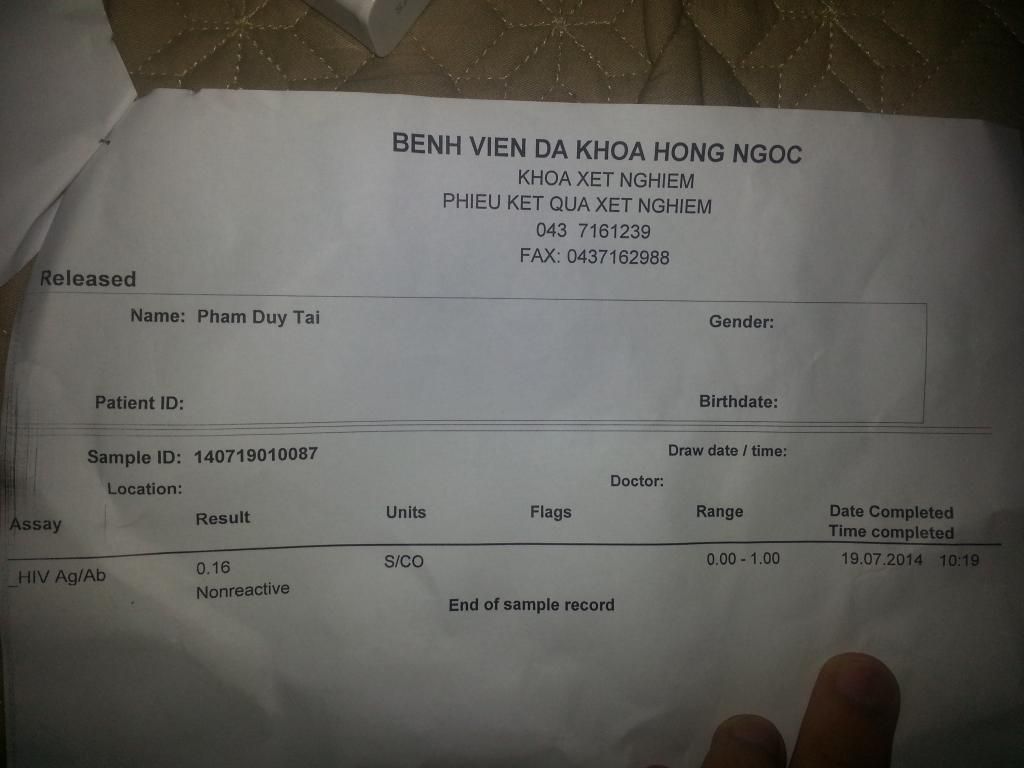 BENH VIEN DA KHOA HONG NGOC
KHOA XET NGHIEM
PHIEU KET QUA XET NGHIEM
043 7161239
FAX: 0437162988
Released
Name: Pham Duy Tai Gender:
Patient ID: Birthdate:
Sample ID: 140719010087 Draw date / time:
Location: Doctor:
Assay Result Units Flags Range Date Completed
Time completed
_HIV Ag/Ab 0.16 S/CO 0.00 - 1.00 19.07.2014 10:19
Nonreactive
End of sample record